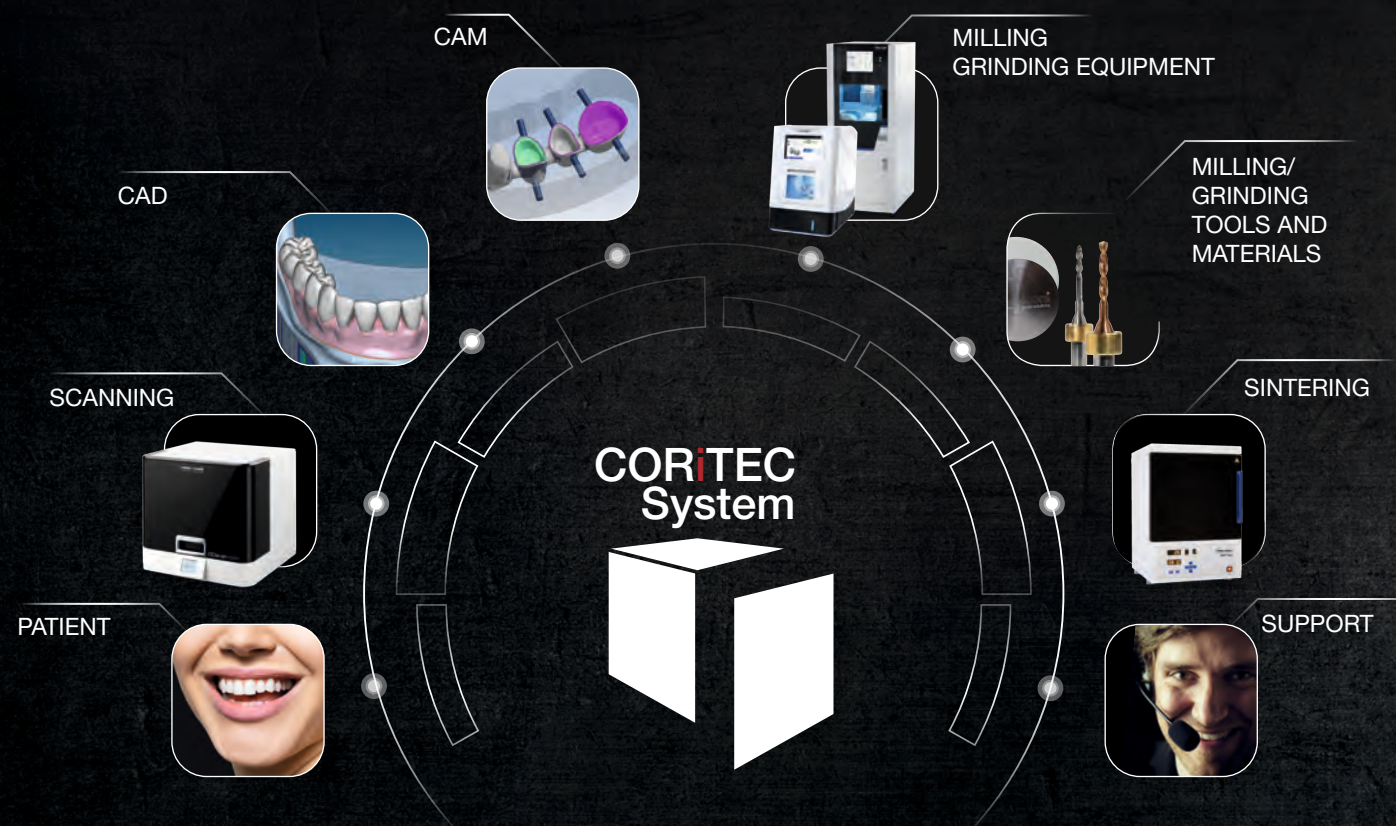 CAM
MILLING
GRINDING EQUIPMENT
CAD
MILLING/
GRINDING
TOOLS AND
MATERIALS
SCANNING
SINTERING
CORiTEC
System
PATIENT
SUPPORT